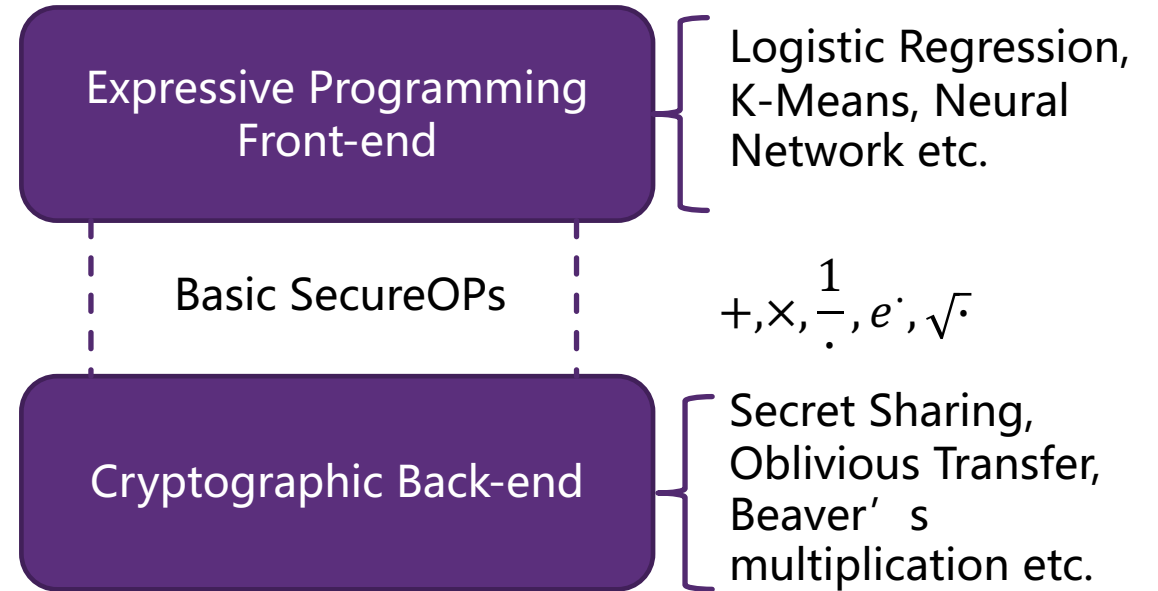 Expressive Programming
Front-end
Logistic Regression,
K-Means, Neural
Network etc.
Basic SecureOPs
+,×,1/·,e^·,√·
Cryptographic Back-end
Secret Sharing,
Oblivious Transfer,
Beaver’s
multiplication etc.